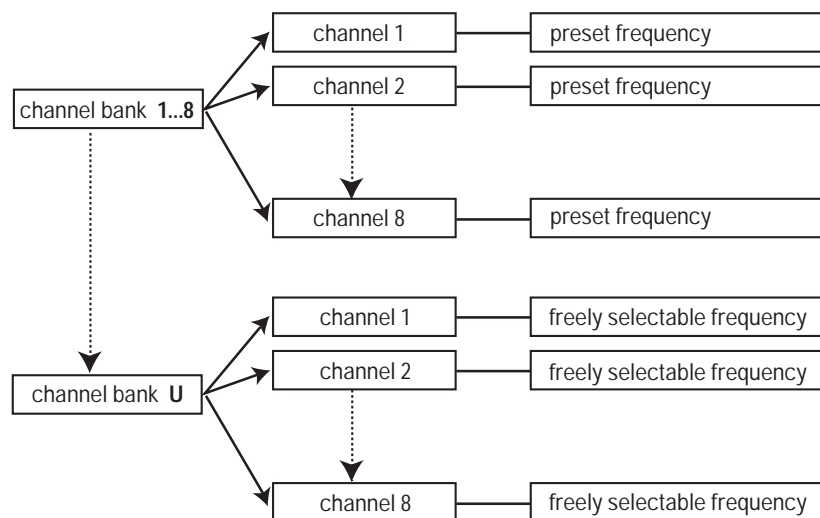 channel 1 preset frequency
channel 2 preset frequency
channel bank 1...8
channel 8 preset frequency
channel 1 freely selectable frequency
channel 2 freely selectable frequency
channel bank U
channel 8 freely selectable frequency